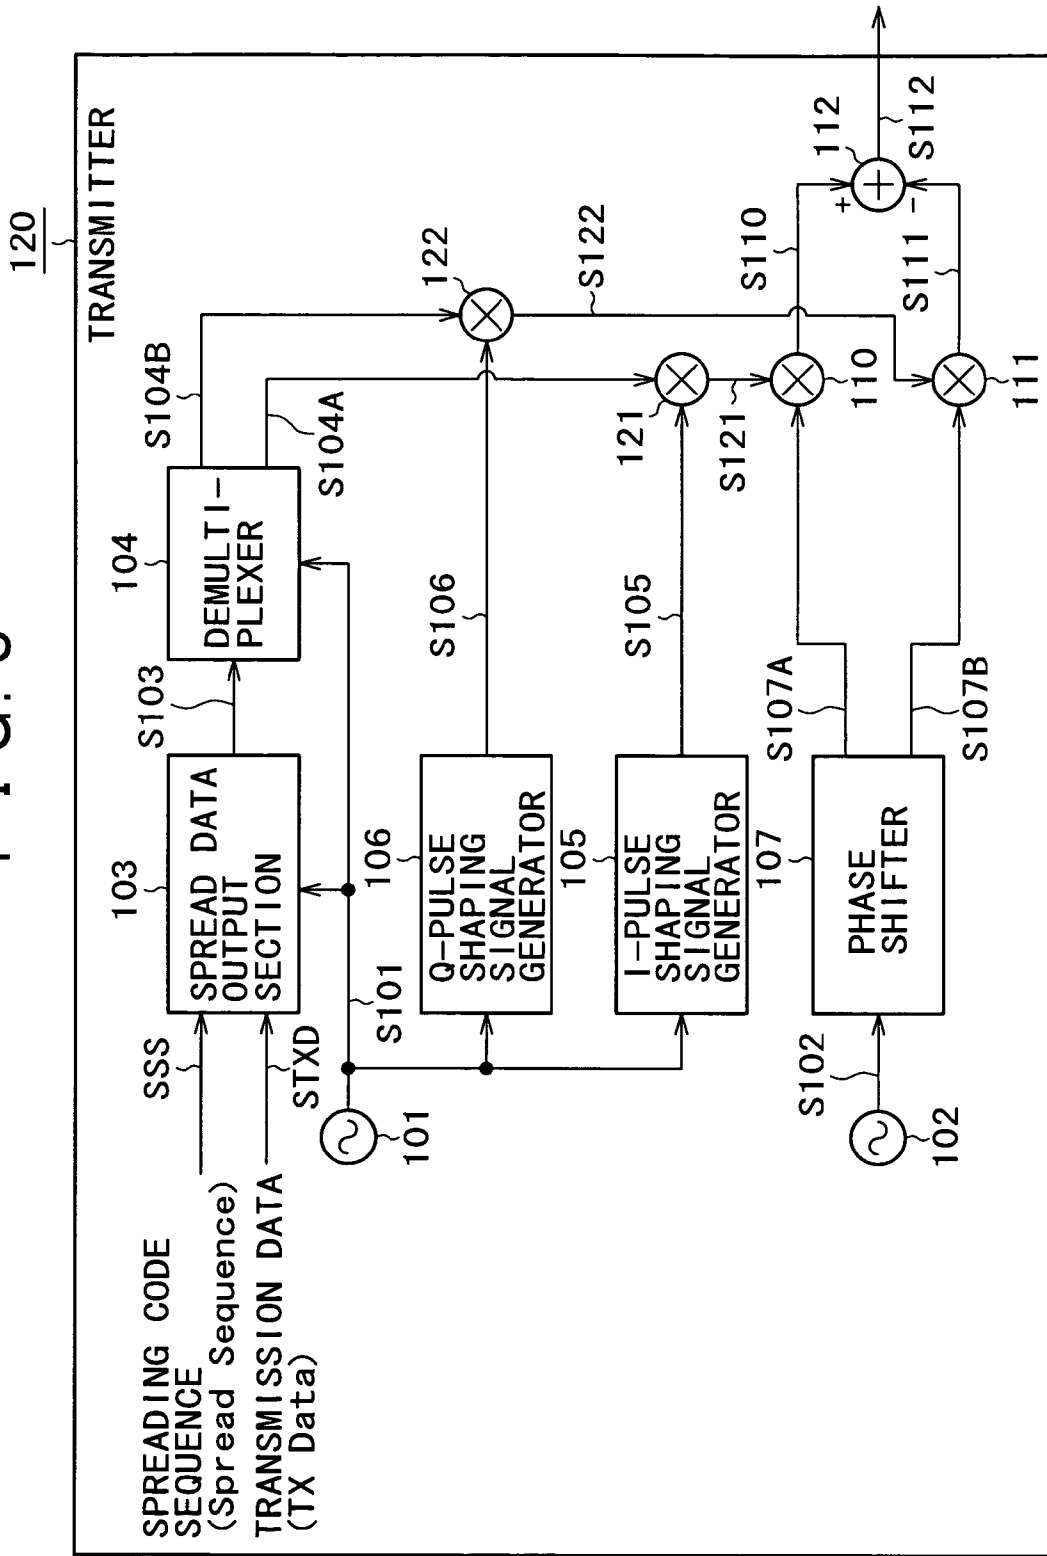 120
TRANSMITTER
SPREADING CODE
SEQUENCE
(Spread Sequence)
TRANSMISSION DATA
(TX Data)
SSS
STXD
103
SPREAD DATA
OUTPUT
SECTION
S103
104
DEMULTI-
PLEXER
S104B
S104A
101
S101
106
Q-PULSE
SHAPING
SIGNAL
GENERATOR
S106
122
S122
105
I-PULSE
SHAPING
SIGNAL
GENERATOR
S105
121
S121
102
S102
107
PHASE
SHIFTER
S107A
S107B
110
S110
111
S111
112
+
-
S112